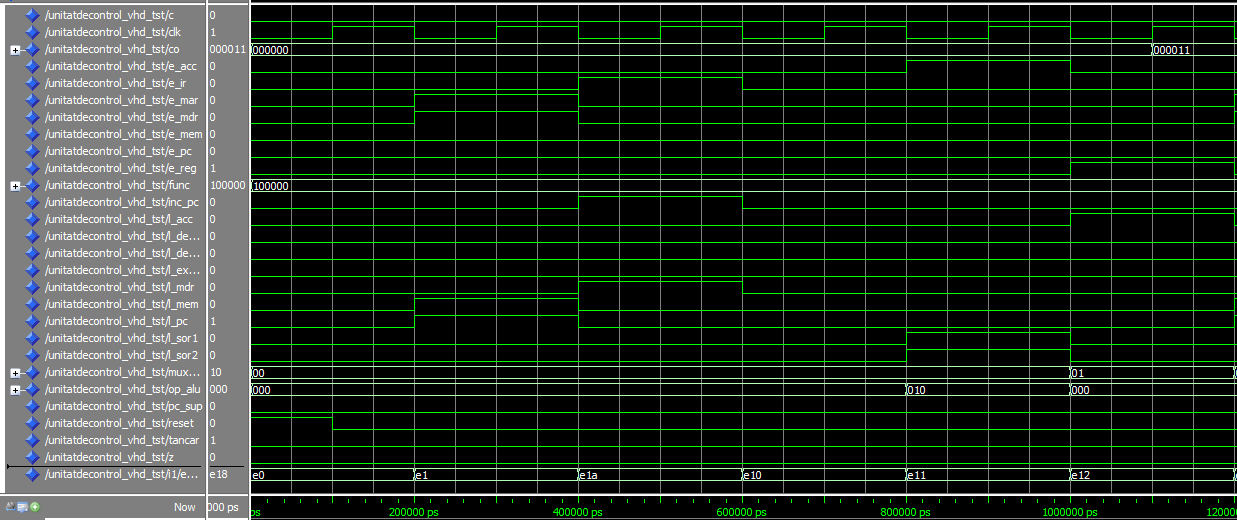 /unitatdecontrol_vhd_tst/c 0
/unitatdecontrol_vhd_tst/clk 1
/unitatdecontrol_vhd_tst/co 000011 000000 000011
/unitatdecontrol_vhd_tst/e_acc 0
/unitatdecontrol_vhd_tst/e_ir 0
/unitatdecontrol_vhd_tst/e_mar 0
/unitatdecontrol_vhd_tst/e_mdr 0
/unitatdecontrol_vhd_tst/e_mem 0
/unitatdecontrol_vhd_tst/e_pc 0
/unitatdecontrol_vhd_tst/e_reg 1
/unitatdecontrol_vhd_tst/func 100000 100000
/unitatdecontrol_vhd_tst/inc_pc 0
/unitatdecontrol_vhd_tst/l_acc 0
/unitatdecontrol_vhd_tst/l_de... 0
/unitatdecontrol_vhd_tst/l_de... 0
/unitatdecontrol_vhd_tst/l_ex... 0
/unitatdecontrol_vhd_tst/l_mdr 0
/unitatdecontrol_vhd_tst/l_mem 0
/unitatdecontrol_vhd_tst/l_pc 1
/unitatdecontrol_vhd_tst/l_sor1 0
/unitatdecontrol_vhd_tst/l_sor2 0
/unitatdecontrol_vhd_tst/mux... 10 00 01
/unitatdecontrol_vhd_tst/op_alu 000 000 010 000
/unitatdecontrol_vhd_tst/pc_sup 0
/unitatdecontrol_vhd_tst/reset 0
/unitatdecontrol_vhd_tst/tancar 1
/unitatdecontrol_vhd_tst/z 0
/unitatdecontrol_vhd_tst/i1/e... e18 e0 e1 e1a e10 e11 e12
Now 000 ps ps 200000 ps 400000 ps 600000 ps 800000 ps 1000000 ps 120000